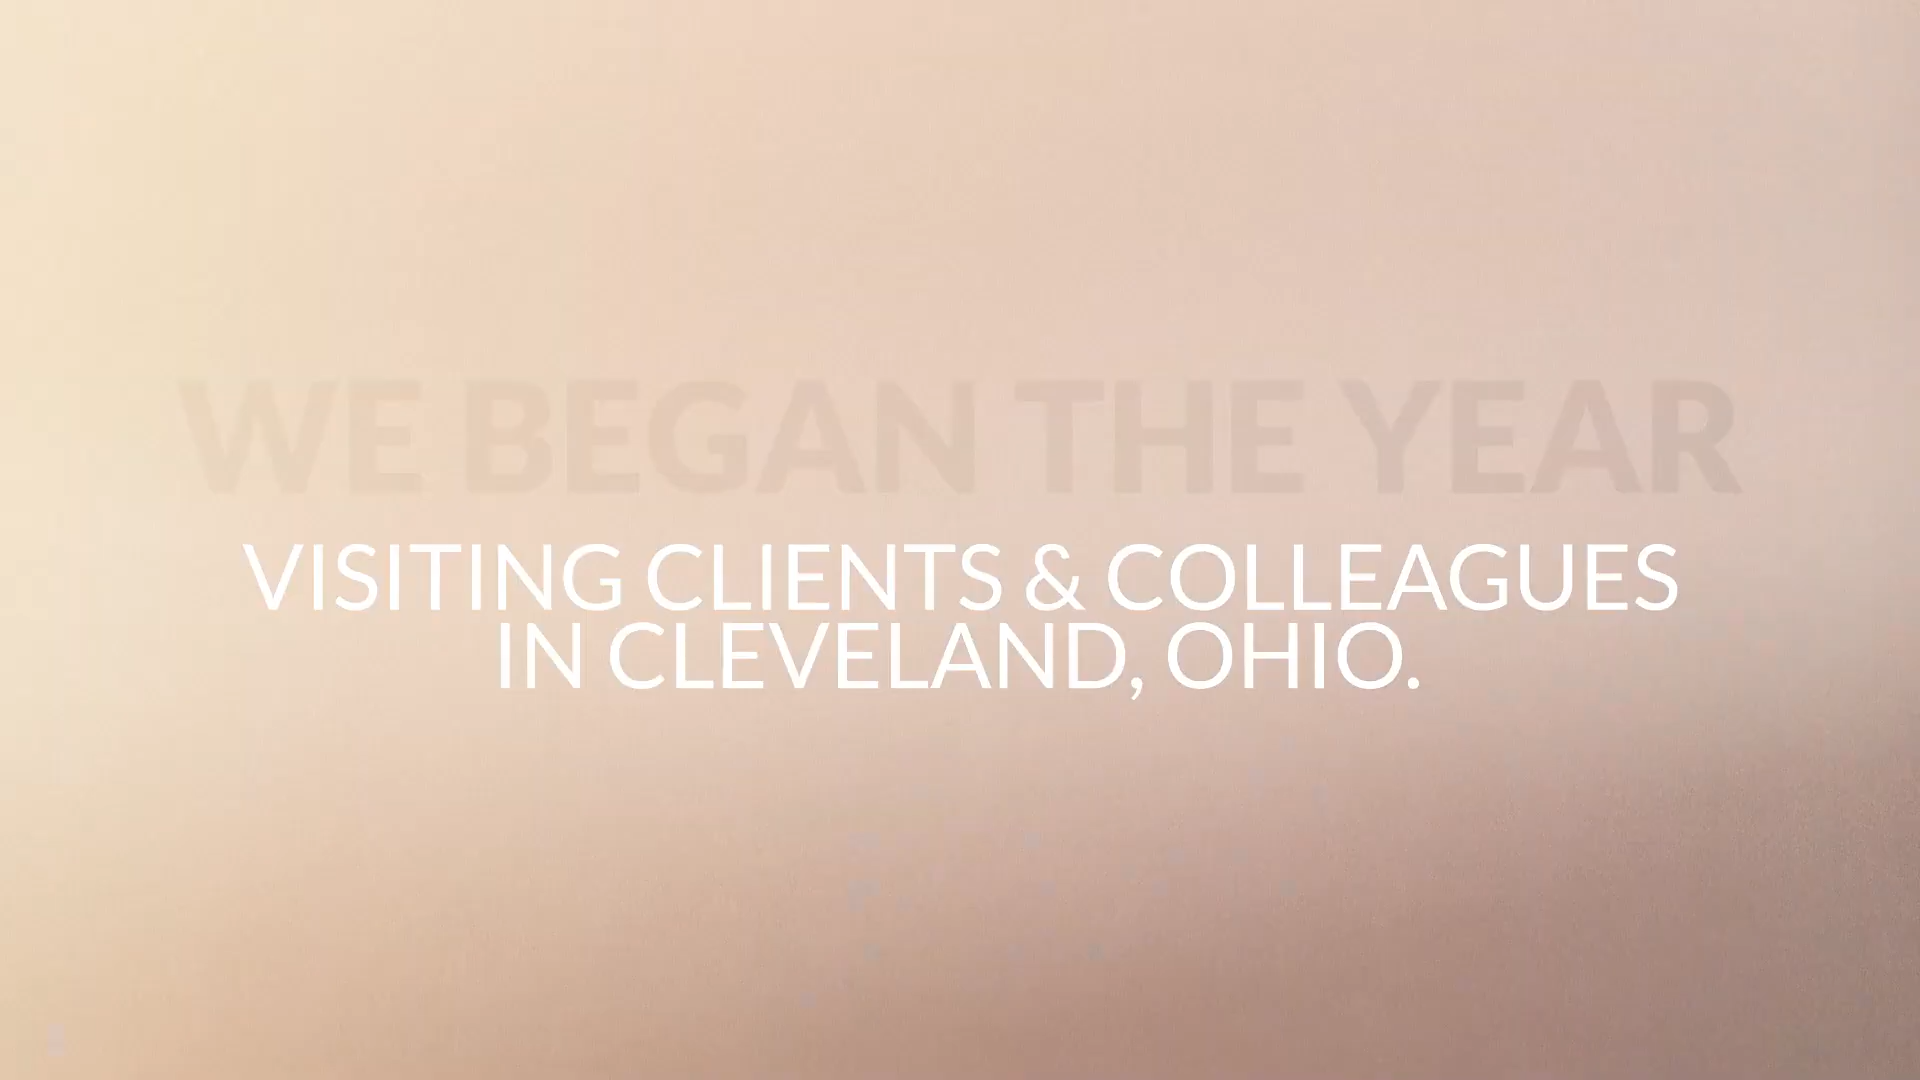 WE BEGAN THE YEAR
VISITING CLIENTS & COLLEAGUES
IN CLEVELAND, OHIO.